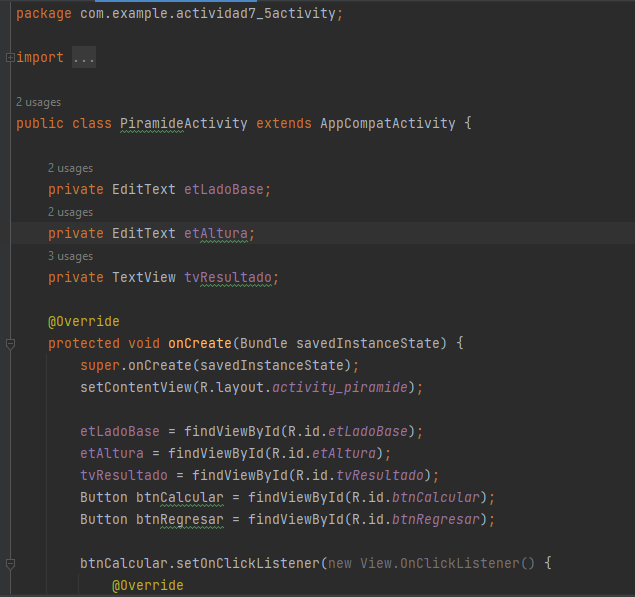 package com.example.actividad7_5activity;
import ...
2 usages
public class PiramideActivity extends AppCompatActivity {
2 usages
private EditText etLadoBase;
2 usages
private EditText etAltura;
3 usages
private TextView tvResultado;
@Override
protected void onCreate(Bundle savedInstanceState) {
super.onCreate(savedInstanceState);
setContentView(R.layout.activity_piramide);
etLadoBase = findViewById(R.id.etLadoBase);
etAltura = findViewById(R.id.etAltura);
tvResultado = findViewById(R.id.tvResultado);
Button btnCalcular = findViewById(R.id.btnCalcular);
Button btnRegresar = findViewById(R.id.btnRegresar);
btnCalcular.setOnClickListener(new View.OnClickListener() {
@Override